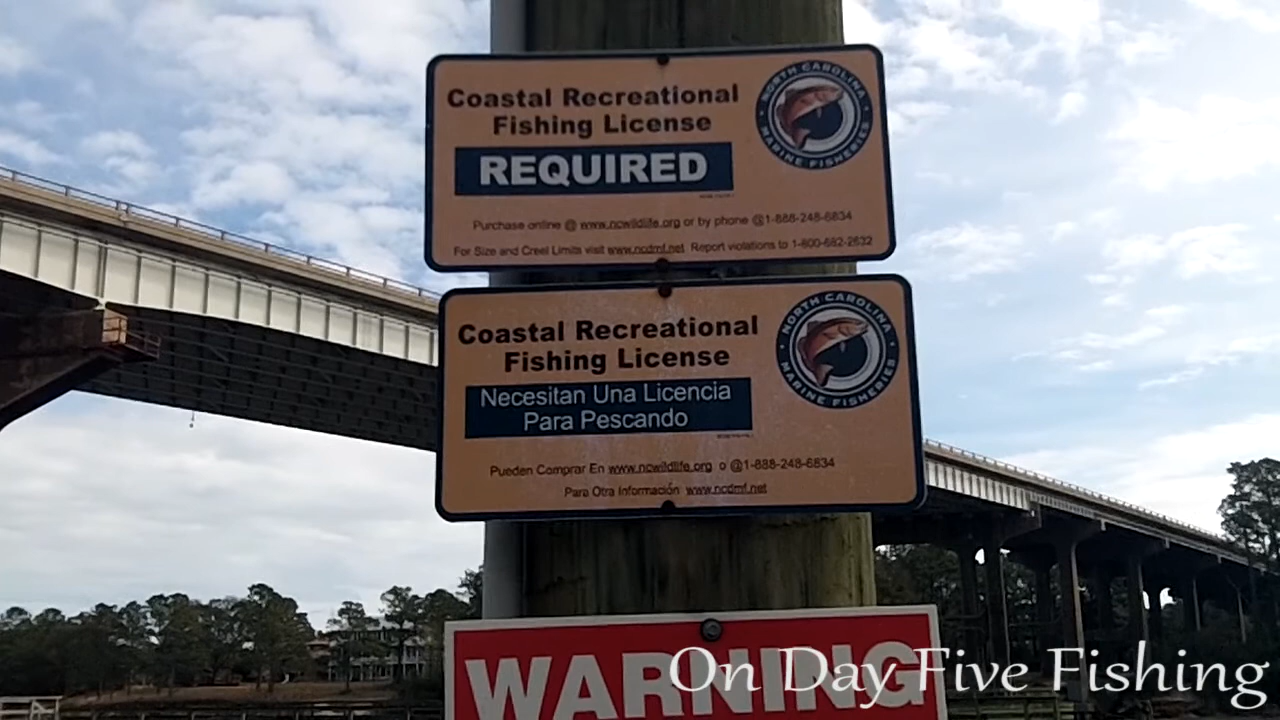 Coastal Recreational
Fishing License
REQUIRED
NORTH CAROLINA
MARINE FISHERIES
Purchase online @ www.ncwildlife.org or by phone @1-888-248-6834
For Size and Creel Limits visit www.ncdmf.net Report violations to 1-800-682-2632
Coastal Recreational
Fishing License
Necesitan Una Licencia
Para Pescando
NORTH CAROLINA
MARINE FISHERIES
Pueden Comprar En www.ncwildlife.org o @1-888-248-6834
Para Otra Información www.ncdmf.net
WARNING
On Day Five Fishing